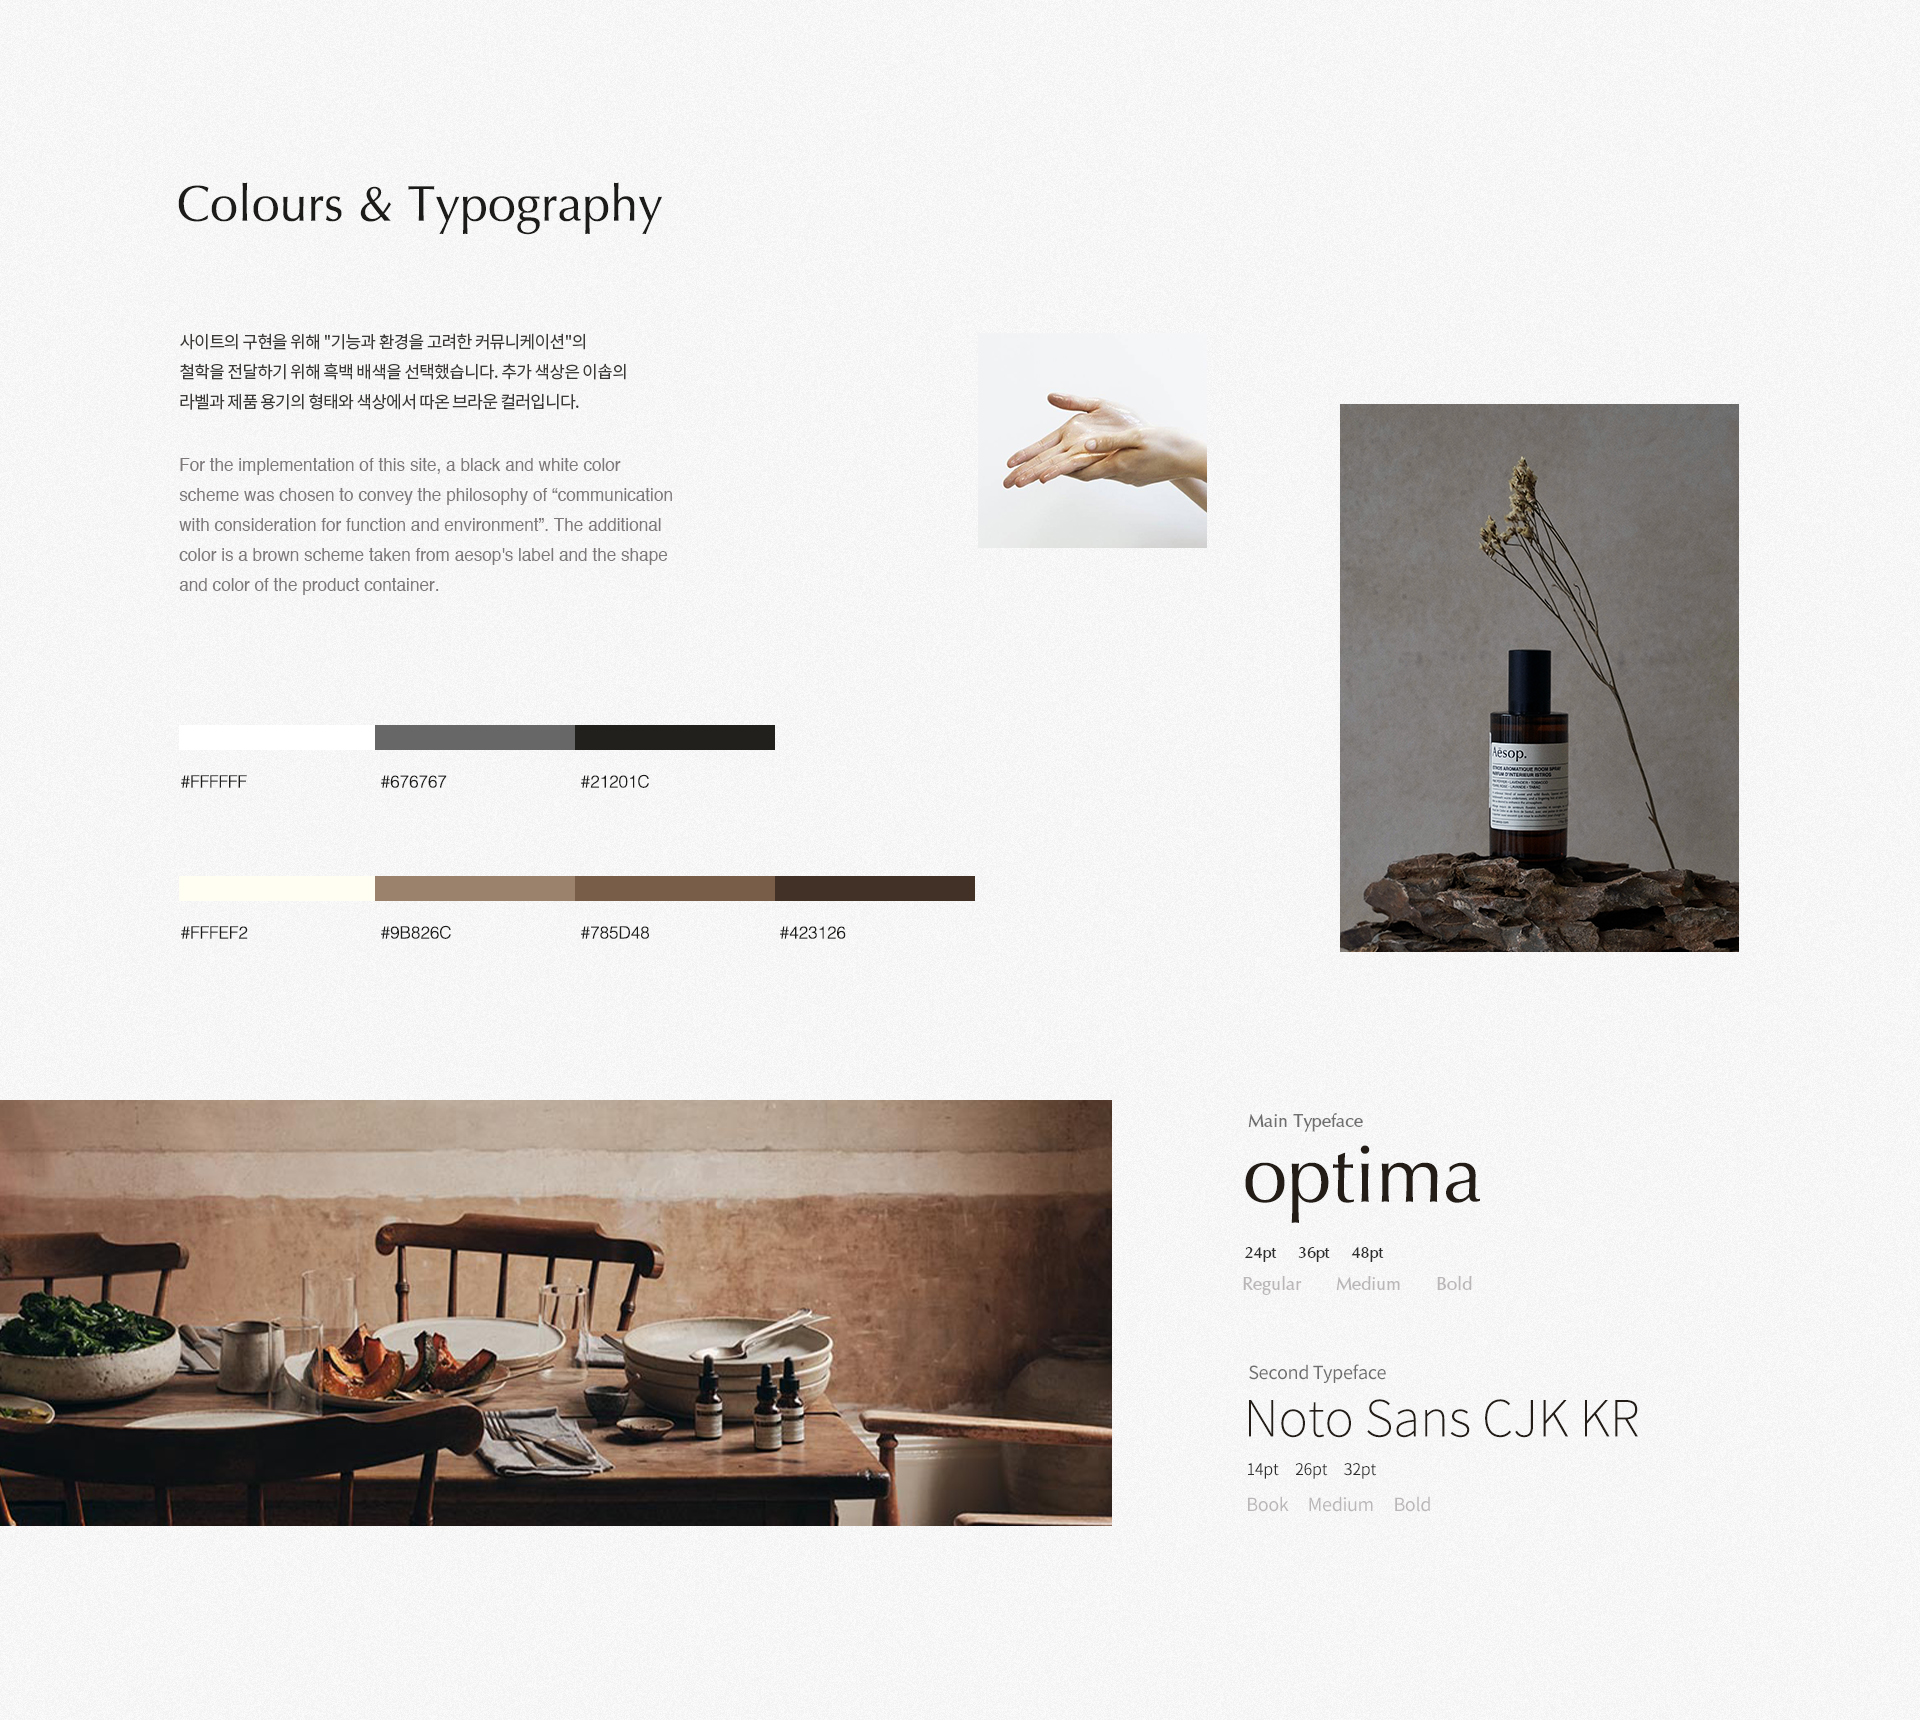 Colours & Typography
사이트의 구현을 위해 "기능과 환경을 고려한 커뮤니케이션"의
철학을 전달하기 위해 흑백 배색을 선택했습니다. 추가 색상은 이솝의
라벨과 제품 용기의 형태와 색상에서 따온 브라운 컬러입니다.
For the implementation of this site, a black and white color
scheme was chosen to convey the philosophy of “communication
with consideration for function and environment”. The additional
color is a brown scheme taken from aesop's label and the shape
and color of the product container.
#FFFFFF #676767 #21201C
#FFFEF2 #9B826C #785D48 #423126
Aēsop.
ISTROS AROMATIQUE ROOM SPRAY
PARFUM D'INTERIEUR ISTROS
Main Typeface
optima
24pt 36pt 48pt
Regular Medium Bold
Second Typeface
Noto Sans CJK KR
14pt 26pt 32pt
Book Medium Bold